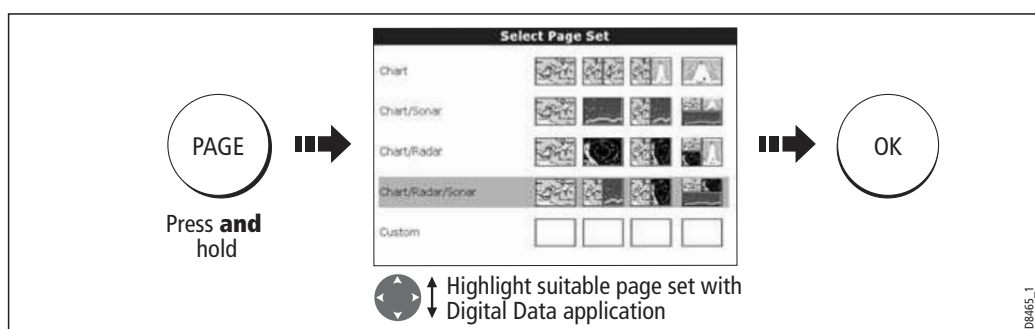 Select Page Set
Chart
Chart/Sonar
Chart/Radar
Chart/Radar/Sonar
Custom
PAGE
Press and
hold
OK
Highlight suitable page set with
Digital Data application
D8465_1